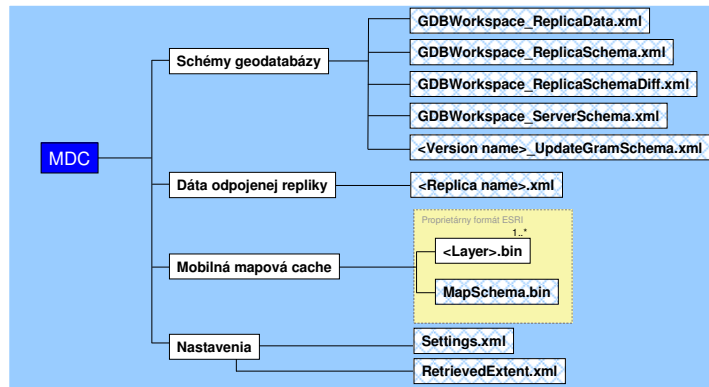 MDC
Schémy geodatabázy
GDBWorkspace_ReplicaData.xml
GDBWorkspace_ReplicaSchema.xml
GDBWorkspace_ReplicaSchemaDiff.xml
GDBWorkspace_ServerSchema.xml
<Version name>_UpdateGramSchema.xml
Dáta odpojenej repliky
<Replica name>.xml
Mobilná mapová cache
Proprietárny formát ESRI
1..*
<Layer>.bin
MapSchema.bin
Nastavenia
Settings.xml
RetrievedExtent.xml